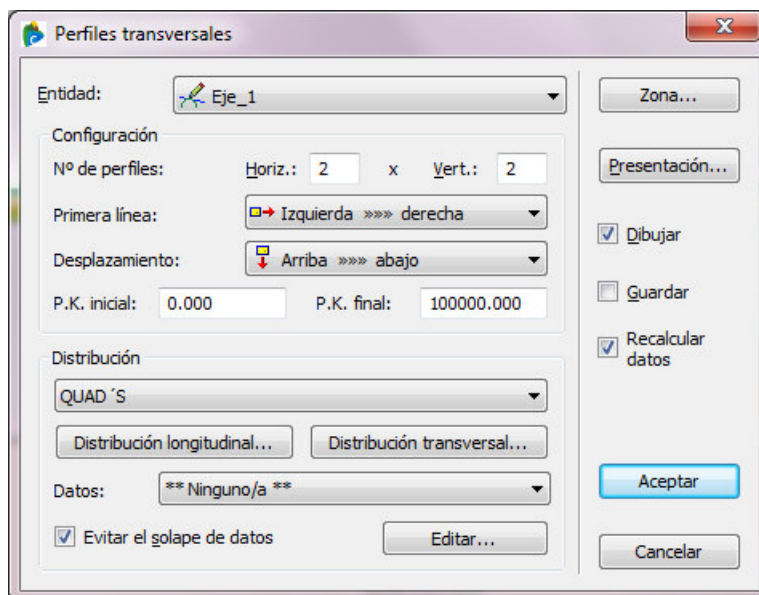 Perfiles transversales
Entidad: Eje_1
Zona...
Configuración
Nº de perfiles: Horiz.: 2 x Vert.: 2
Presentación...
Primera línea: Izquierda »»» derecha
Dibujar
Desplazamiento: Arriba »»» abajo
Guardar
P.K. inicial: 0.000 P.K. final: 100000.000
Recalcular
datos
Distribución
QUAD ´S
Distribución longitudinal... Distribución transversal...
Datos: ** Ninguno/a **
Aceptar
Evitar el solape de datos Editar...
Cancelar